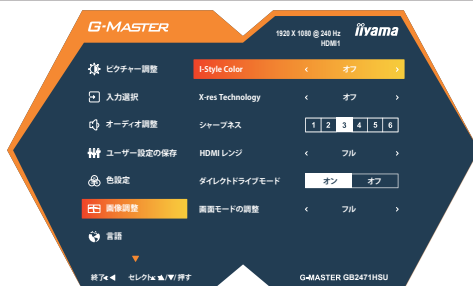 G-MASTER
1920 X 1080 @ 240 Hz
HDMI1
iiyama
ピクチャー調整
I-Style Color ‹ オフ ›
入力選択
X-res Technology ‹ オフ ›
オーディオ調整
シャープネス 1 2 3 4 5 6
ユーザー設定の保存
HDMI レンジ ‹ フル ›
色設定
ダイレクトドライブモード オン オフ
画像調整
画面モードの調整 ‹ フル ›
言語
終了:◀ セレクト:▲/▼/押す
G-MASTER GB2471HSU